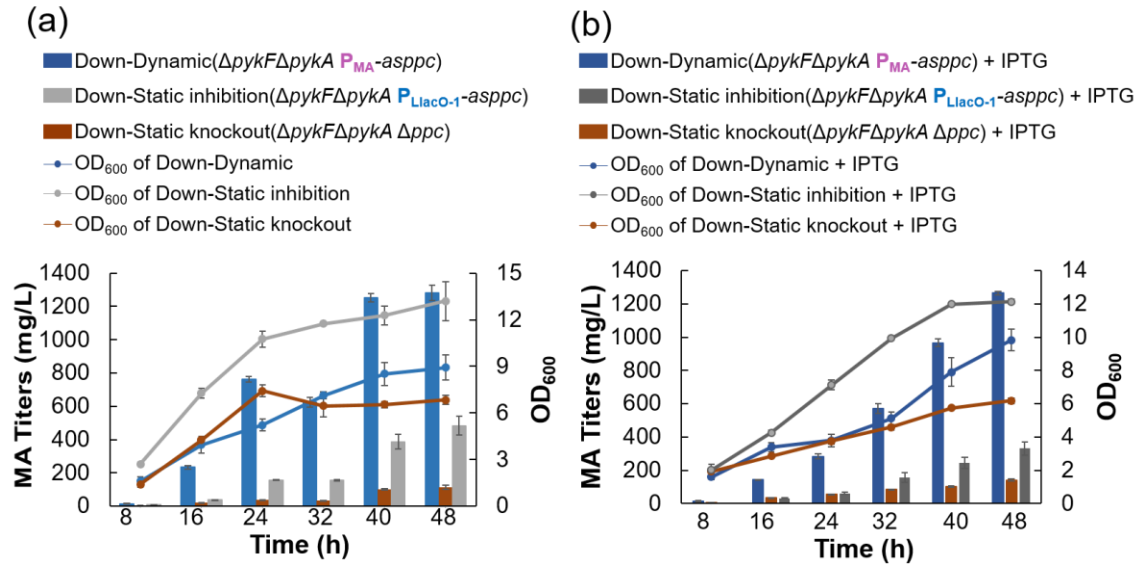 (a)
Down-Dynamic(ΔpykFΔpykA PMA-asppc)
Down-Static inhibition(ΔpykFΔpykA PLlacO-1-asppc)
Down-Static knockout(ΔpykFΔpykA Δppc)
OD600 of Down-Dynamic
OD600 of Down-Static inhibition
OD600 of Down-Static knockout
MA Titers (mg/L)
1400
1200
1000
800
600
400
200
0
15
12
9
6
3
0
OD600
8 16 24 32 40 48
Time (h)
(b)
Down-Dynamic(ΔpykFΔpykA PMA-asppc) + IPTG
Down-Static inhibition(ΔpykFΔpykA PLlacO-1-asppc) + IPTG
Down-Static knockout(ΔpykFΔpykA Δppc) + IPTG
OD600 of Down-Dynamic + IPTG
OD600 of Down-Static inhibition + IPTG
OD600 of Down-Static knockout + IPTG
MA Titers (mg/L)
1400
1200
1000
800
600
400
200
0
14
12
10
8
6
4
2
0
OD600
8 16 24 32 40 48
Time (h)